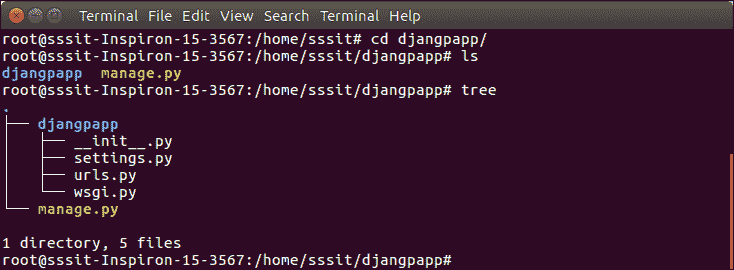 Terminal File Edit View Search Terminal Help
root@sssit-Inspiron-15-3567:/home/sssit# cd djangpapp/
root@sssit-Inspiron-15-3567:/home/sssit/djangpapp# ls
djangpapp  manage.py
root@sssit-Inspiron-15-3567:/home/sssit/djangpapp# tree
.
├── djangpapp
│   ├── __init__.py
│   ├── settings.py
│   ├── urls.py
│   └── wsgi.py
└── manage.py
1 directory, 5 files
root@sssit-Inspiron-15-3567:/home/sssit/djangpapp#